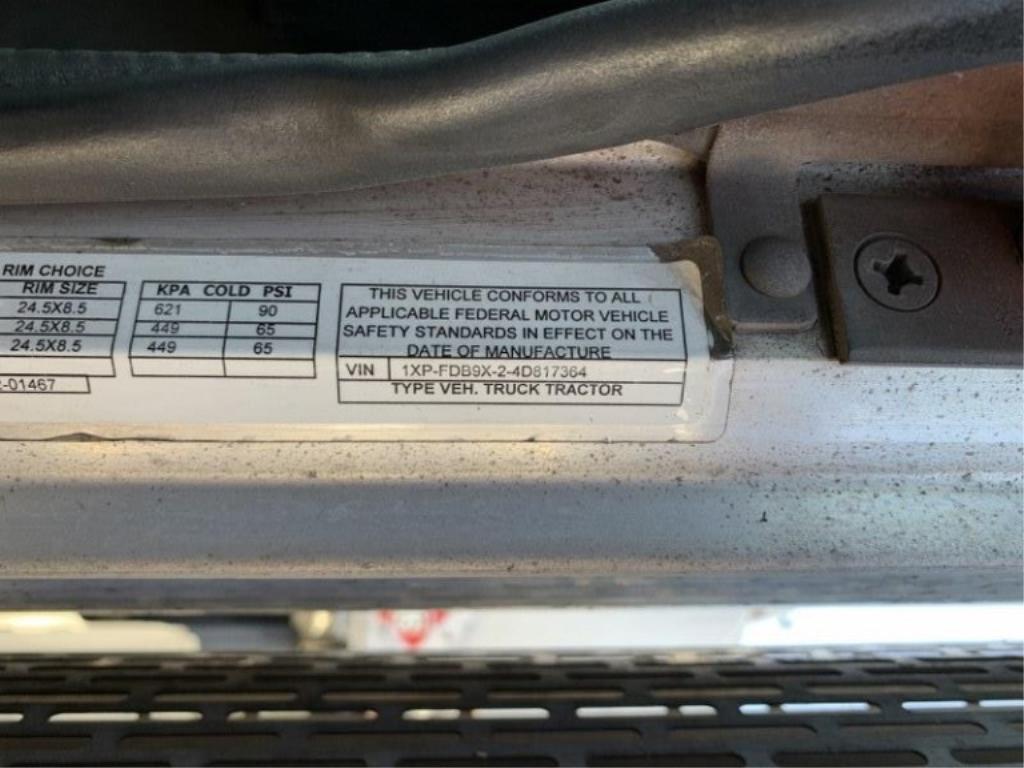 RIM CHOICE
RIM SIZE
24.5X8.5
24.5X8.5
24.5X8.5
-01467
KPA COLD PSI
621 90
449 65
449 65
THIS VEHICLE CONFORMS TO ALL
APPLICABLE FEDERAL MOTOR VEHICLE
SAFETY STANDARDS IN EFFECT ON THE
DATE OF MANUFACTURE
VIN 1XP-FDB9X-2-4D817364
TYPE VEH. TRUCK TRACTOR